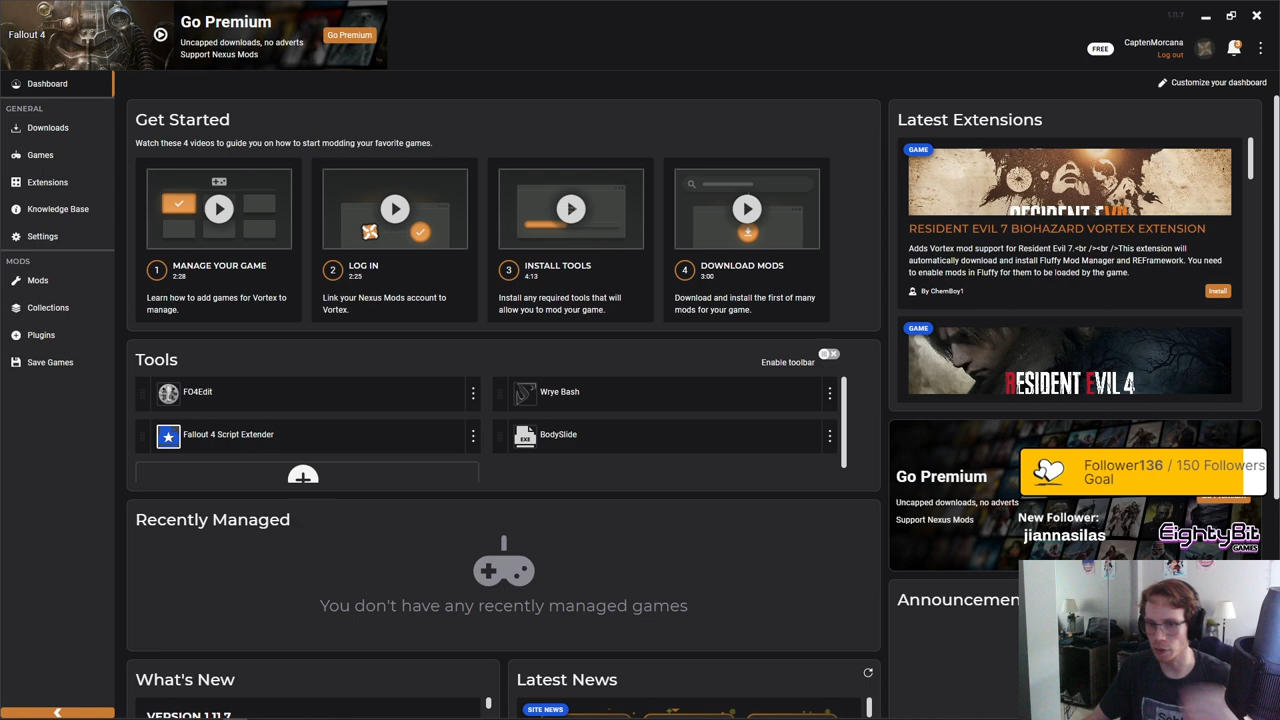 Fallout 4
Go Premium
Uncapped downloads, no adverts
Support Nexus Mods
Go Premium
1.11.7
FREE
CaptenMorcana
Log out
Dashboard
Customize your dashboard
GENERAL
Downloads
Games
Extensions
Knowledge Base
Settings
MODS
Mods
Collections
Plugins
Save Games
Get Started
Watch these 4 videos to guide you on how to start modding your favorite games.
1 MANAGE YOUR GAME
2:28
Learn how to add games for Vortex to
manage.
2 LOG IN
2:25
Link your Nexus Mods account to
Vortex.
3 INSTALL TOOLS
4:13
Install any required tools that will
allow you to mod your game.
4 DOWNLOAD MODS
3:00
Download and install the first of many
mods for your game.
Tools
Enable toolbar
FO4Edit
Wrye Bash
Fallout 4 Script Extender
EXE
BodySlide
Recently Managed
You don't have any recently managed games
What's New
VERSION 1.11.7
Latest News
SITE NEWS
Latest Extensions
GAME
RESIDENT EVIL 7 BIOHAZARD VORTEX EXTENSION
Adds Vortex mod support for Resident Evil 7.<br /><br />This extension will
automatically download and install Fluffy Mod Manager and REFramework. You need
to enable mods in Fluffy for them to be loaded by the game.
By ChemBoy1
Install
GAME
RESIDENT EVIL 4
Go Premium
Uncapped downloads, no adverts
Support Nexus Mods
Follower136 / 150 Followers
Goal
New Follower:
jiannasilas
EightyBit
GAMES
Announcemen